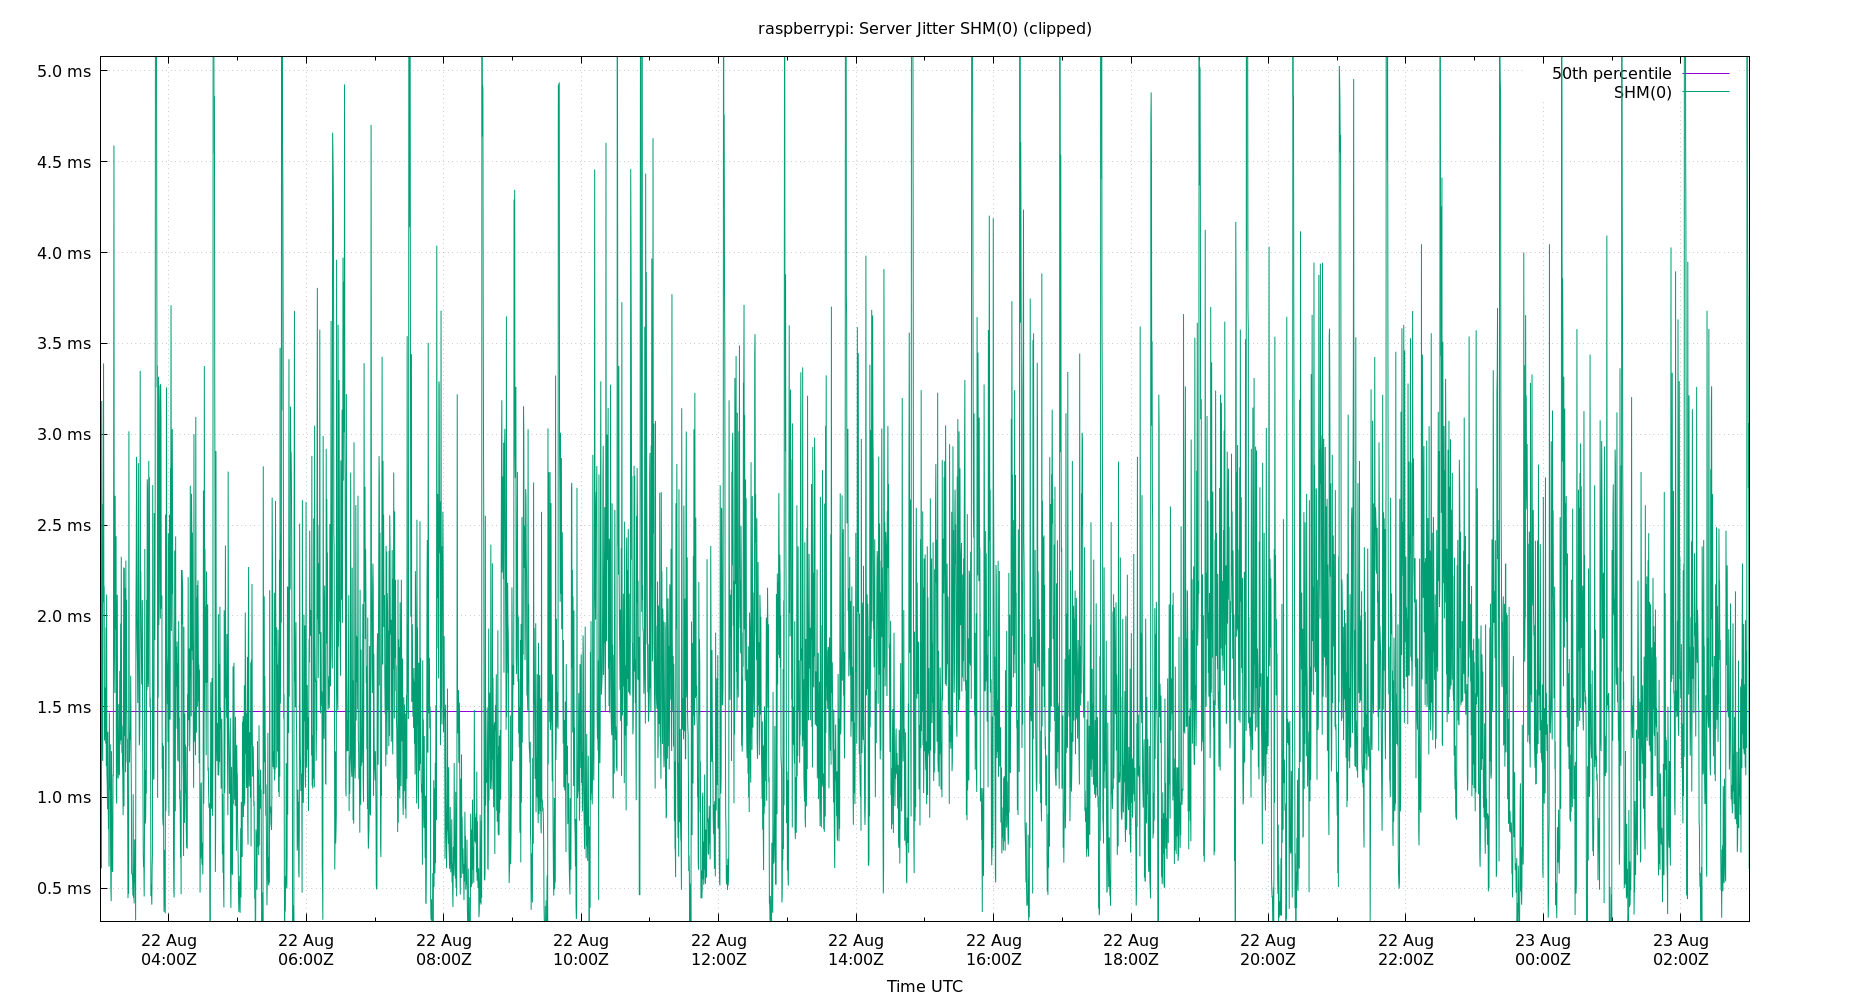 raspberrypi: Server Jitter SHM(0) (clipped)
50th percentile
SHM(0)
5.0 ms
4.5 ms
4.0 ms
3.5 ms
3.0 ms
2.5 ms
2.0 ms
1.5 ms
1.0 ms
0.5 ms
22 Aug 22 Aug 22 Aug 22 Aug 22 Aug 22 Aug 22 Aug 22 Aug 22 Aug 22 Aug 23 Aug 23 Aug
04:00Z 06:00Z 08:00Z 10:00Z 12:00Z 14:00Z 16:00Z 18:00Z 20:00Z 22:00Z 00:00Z 02:00Z
Time UTC